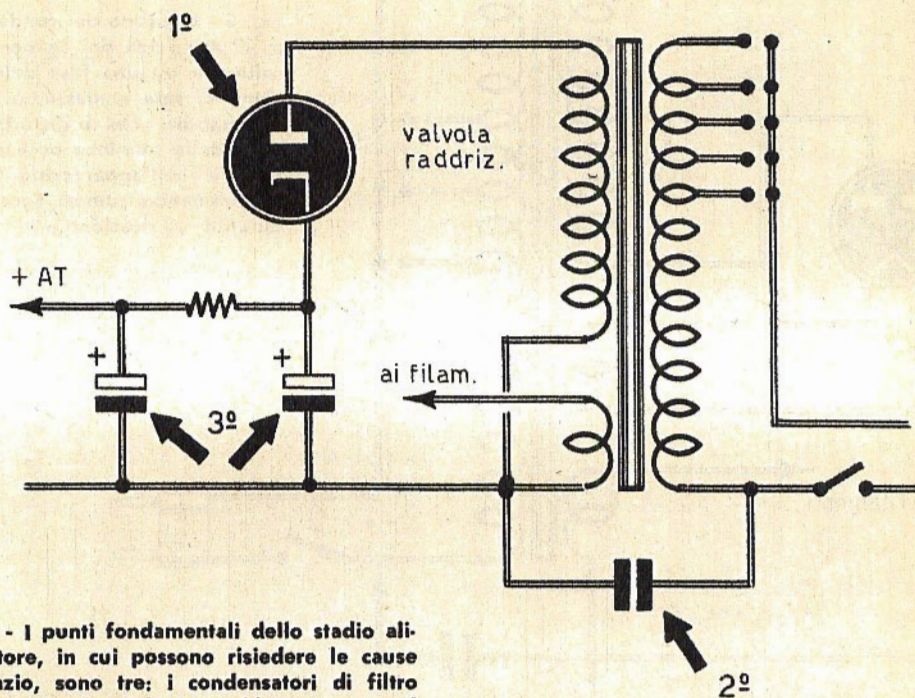 1º
valvola
raddriz.
+ AT
+
+
ai filam.
3º
2º
- I punti fondamentali dello stadio ali-
tore, in cui possono risiedere le cause
nzio, sono tre: i condensatori di filtro